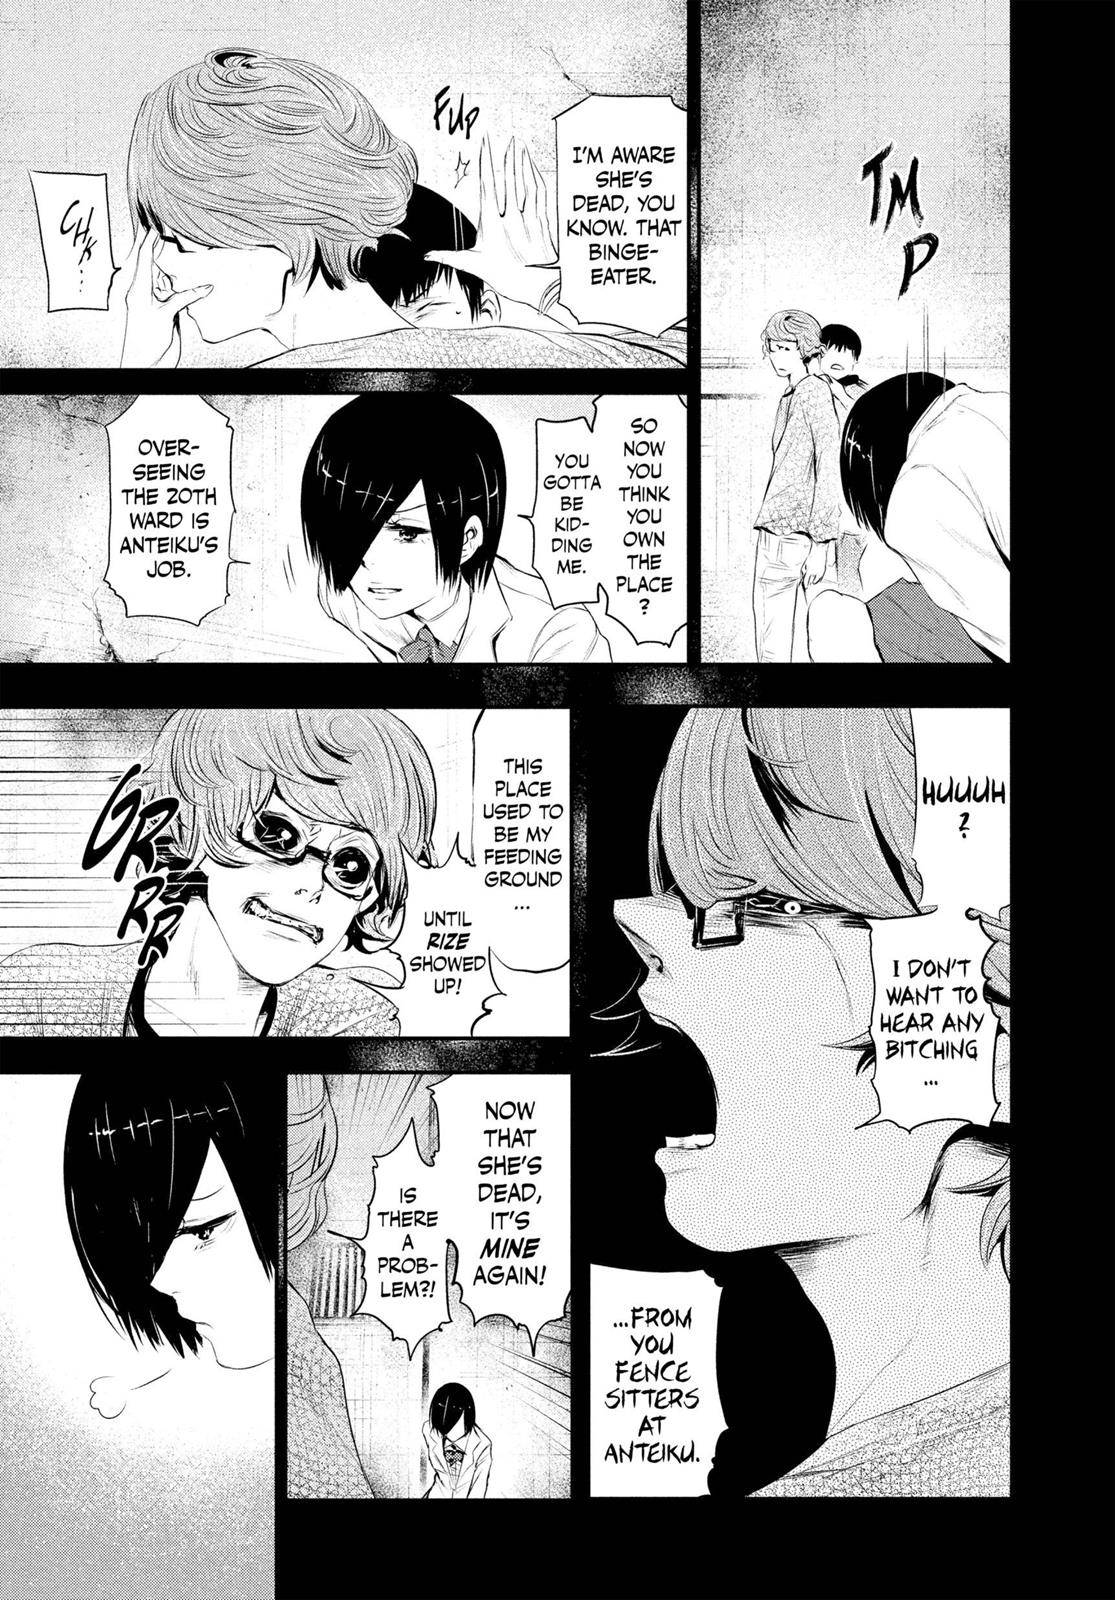 TM
P
I'M AWARE
SHE'S
DEAD, YOU
KNOW. THAT
BINGE-
EATER.
FWP
CHK
...
SO
NOW
YOU
THINK
YOU
OWN
THE
PLACE
?
YOU
GOTTA
BE
KID-
DING
ME.
OVER-
SEEING
THE 20TH
WARD IS
ANTEIKU'S
JOB.
HUUUH
?
I DON'T
WANT TO
HEAR ANY
BITCHING
...
...FROM
YOU
FENCE
SITTERS
AT
ANTEIKU.
THIS
PLACE
USED TO
BE MY
FEEDING
GROUND
...
UNTIL
RIZE
SHOWED
UP!
GR
R
R
R
NOW
THAT
SHE'S
DEAD,
IT'S
MINE
AGAIN!
IS
THERE
A
PROB-
LEM?!